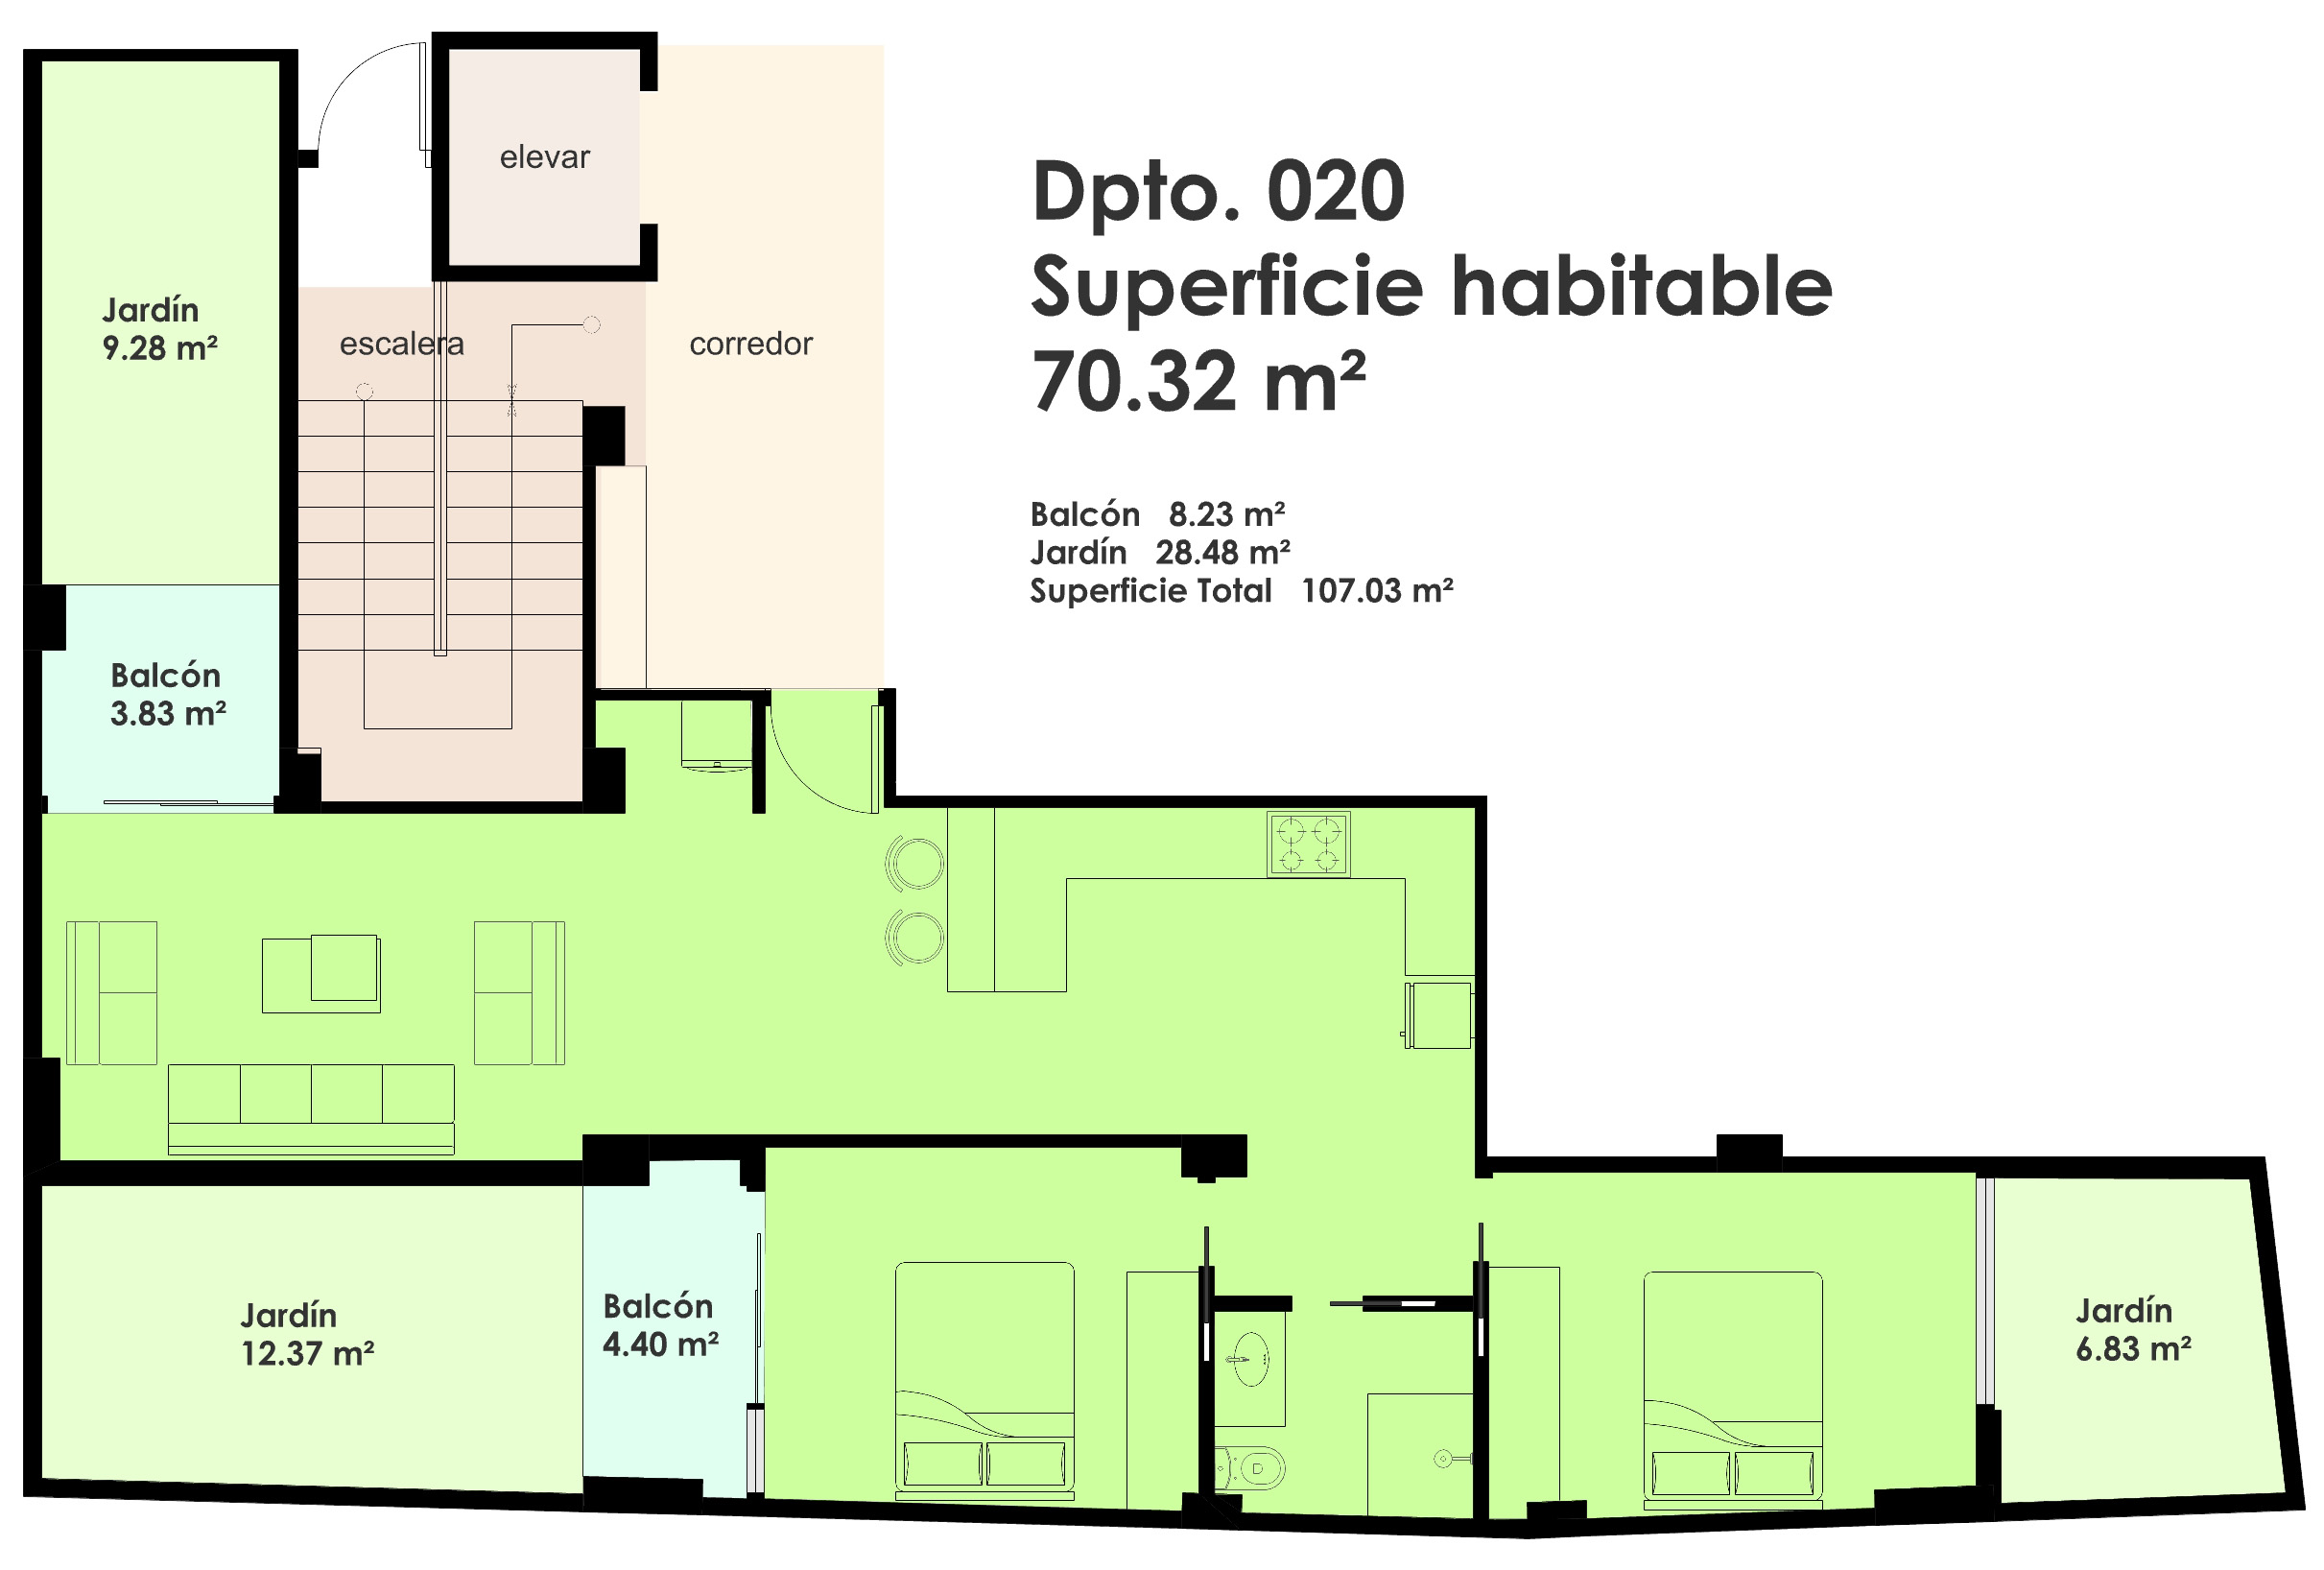 elevar
Dpto. 020
Superficie habitable
70.32 m²
Jardín
9.28 m²
escalera
corredor
Balcón 8.23 m²
Jardín 28.48 m²
Superficie Total 107.03 m²
Balcón
3.83 m²
Jardín
12.37 m²
Balcón
4.40 m²
Jardín
6.83 m²